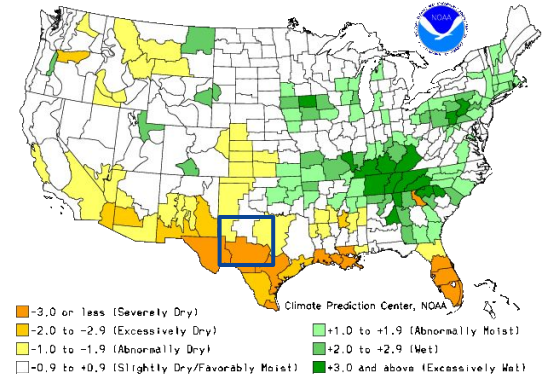 NOAA
Climate Prediction Center, NOAA
-3.0 or less (Severely Dry)
-2.0 to -2.9 (Excessively Dry)
-1.0 to -1.9 (Abnormally Dry)
-0.9 to +0.9 (Slightly Dry/Favorably Moist)
+1.0 to +1.9 (Abnormally Moist)
+2.0 to +2.9 (Wet)
+3.0 and above (Excessively Wet)